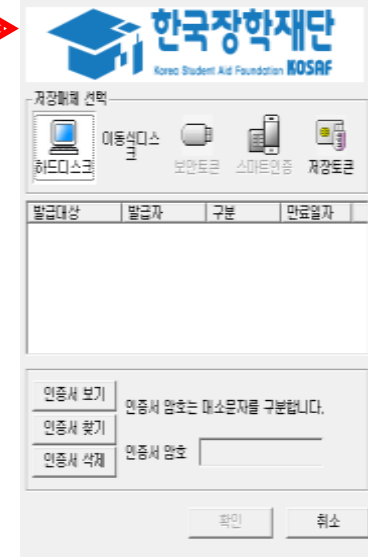 한국장학재단
Korea Student Aid Foundation KOSAF
저장매체 선택
하드디스크
이동식디스크
보안토큰
스마트인증
저장토큰
발급대상 발급자 구분 만료일자
인증서 보기
인증서 암호는 대소문자를 구분합니다.
인증서 찾기
인증서 암호
인증서 삭제
확인 취소